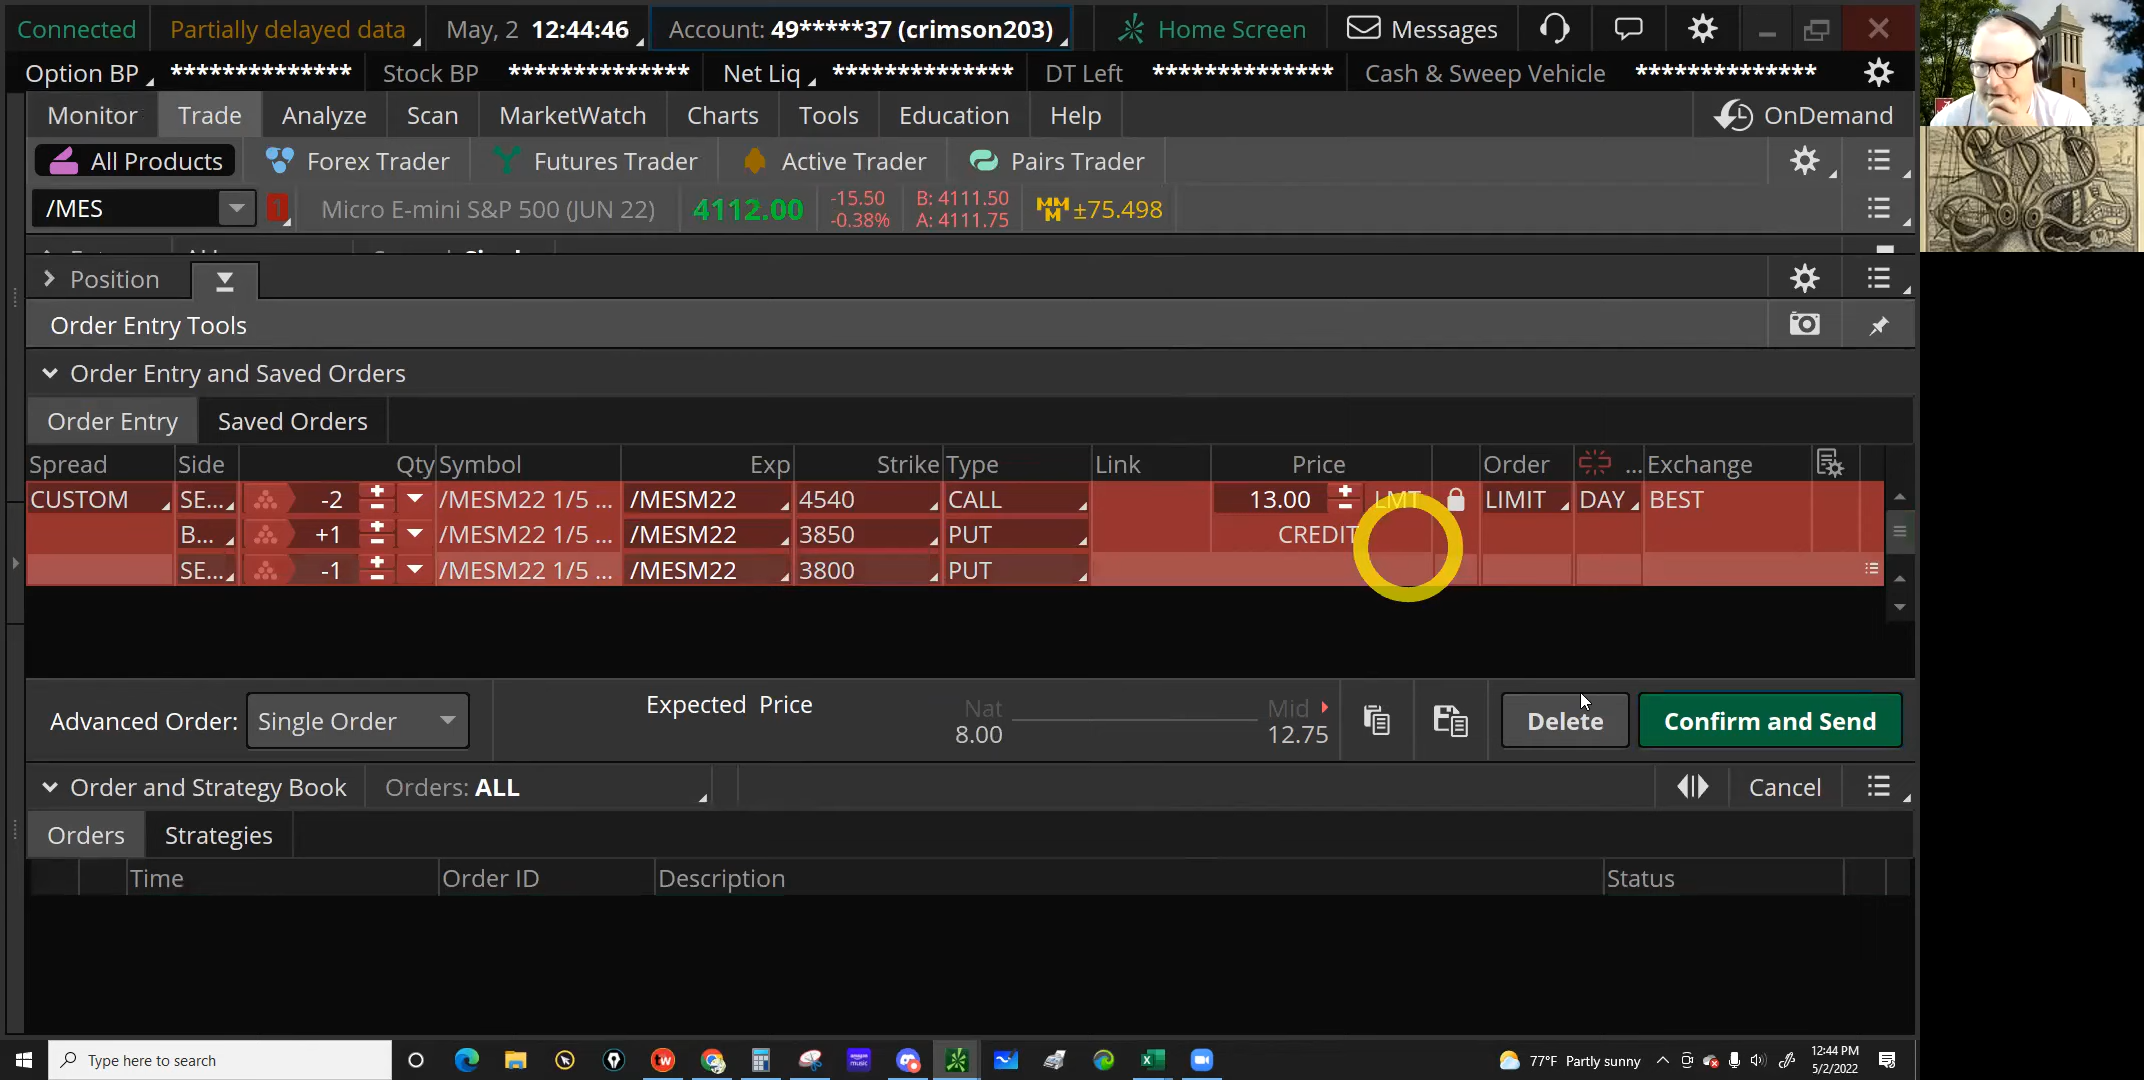 Connected Partially delayed data May, 2 12:44:46 Account: 49*****37 (crimson203) Home Screen Messages
Option BP ************** Stock BP ************** Net Liq ************** DT Left ************** Cash & Sweep Vehicle **************
Monitor Trade Analyze Scan MarketWatch Charts Tools Education Help OnDemand
All Products Forex Trader Futures Trader Active Trader Pairs Trader
/MES 1 Micro E-mini S&P 500 (JUN 22) 4112.00 -15.50 B: 4111.50 MMM ±75.498
-0.38% A: 4111.75
Position
Order Entry Tools
Order Entry and Saved Orders
Order Entry Saved Orders
Spread Side Qty Symbol Exp Strike Type Link Price Order ... Exchange
CUSTOM SE... -2 /MESM22 1/5 ... /MESM22 4540 CALL 13.00 LMT LIMIT DAY BEST
B... +1 /MESM22 1/5 ... /MESM22 3850 PUT CREDIT
SE... -1 /MESM22 1/5 ... /MESM22 3800 PUT
Advanced Order: Single Order Expected Price Nat Mid Delete Confirm and Send
8.00 12.75
Order and Strategy Book Orders: ALL Cancel
Orders Strategies
Time Order ID Description Status
Type here to search 77°F Partly sunny 12:44 PM
5/2/2022